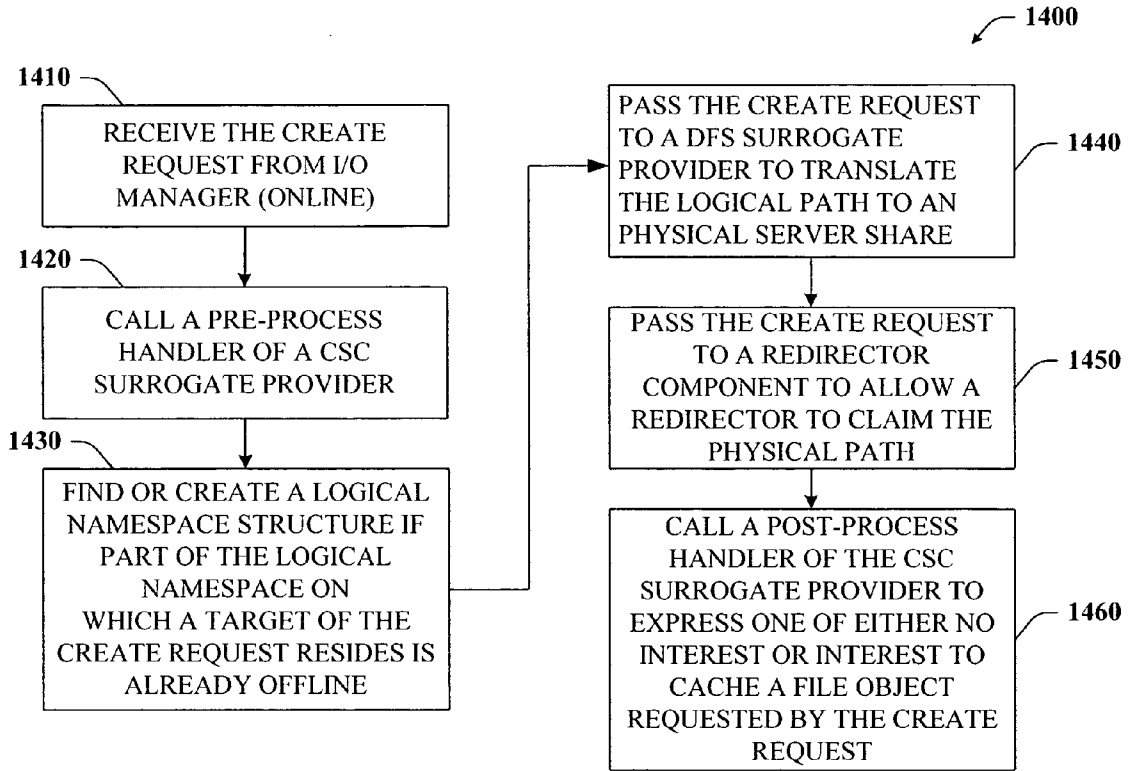 1400
1410
RECEIVE THE CREATE
REQUEST FROM I/O
MANAGER (ONLINE)
1420
CALL A PRE-PROCESS
HANDLER OF A CSC
SURROGATE PROVIDER
1430
FIND OR CREATE A LOGICAL
NAMESPACE STRUCTURE IF
PART OF THE LOGICAL
NAMESPACE ON
WHICH A TARGET OF THE
CREATE REQUEST RESIDES IS
ALREADY OFFLINE
PASS THE CREATE REQUEST
TO A DFS SURROGATE
PROVIDER TO TRANSLATE
THE LOGICAL PATH TO AN
PHYSICAL SERVER SHARE
1440
PASS THE CREATE REQUEST
TO A REDIRECTOR
COMPONENT TO ALLOW A
REDIRECTOR TO CLAIM THE
PHYSICAL PATH
1450
CALL A POST-PROCESS
HANDLER OF THE CSC
SURROGATE PROVIDER TO
EXPRESS ONE OF EITHER NO
INTEREST OR INTEREST TO
CACHE A FILE OBJECT
REQUESTED BY THE CREATE
REQUEST
1460